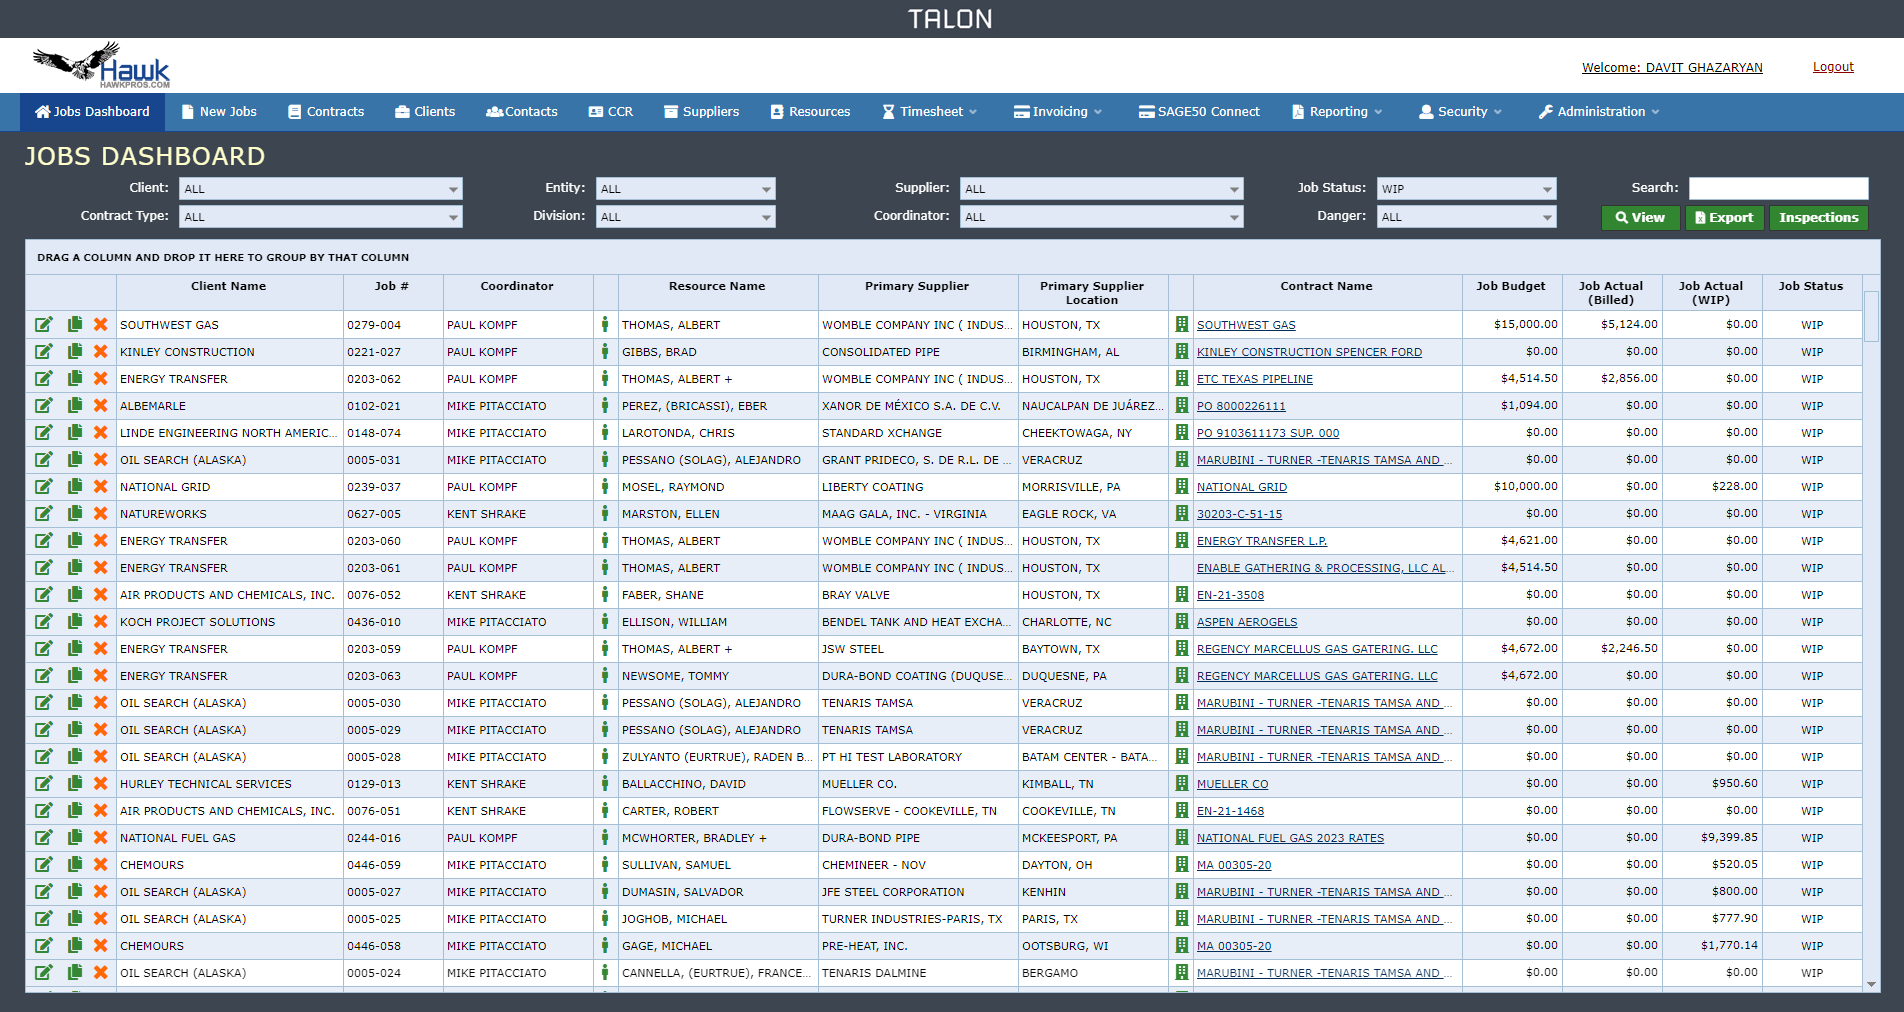 TALON
Hawk
HAWKPROS.COM
Welcome: DAVIT GHAZARYAN Logout
Jobs Dashboard New Jobs Contracts Clients Contacts CCR Suppliers Resources Timesheet Invoicing SAGE50 Connect Reporting Security Administration
JOBS DASHBOARD
Client: ALL Entity: ALL Supplier: ALL Job Status: WIP Search:
Contract Type: ALL Division: ALL Coordinator: ALL Danger: ALL View Export Inspections
DRAG A COLUMN AND DROP IT HERE TO GROUP BY THAT COLUMN
Client Name Job # Coordinator Resource Name Primary Supplier Primary Supplier Location Contract Name Job Budget Job Actual (Billed) Job Actual (WIP) Job Status
SOUTHWEST GAS 0279-004 PAUL KOMPF THOMAS, ALBERT WOMBLE COMPANY INC ( INDUS... HOUSTON, TX SOUTHWEST GAS $15,000.00 $5,124.00 $0.00 WIP
KINLEY CONSTRUCTION 0221-027 PAUL KOMPF GIBBS, BRAD CONSOLIDATED PIPE BIRMINGHAM, AL KINLEY CONSTRUCTION SPENCER FORD $0.00 $0.00 $0.00 WIP
ENERGY TRANSFER 0203-062 PAUL KOMPF THOMAS, ALBERT + WOMBLE COMPANY INC ( INDUS... HOUSTON, TX ETC TEXAS PIPELINE $4,514.50 $2,856.00 $0.00 WIP
ALBEMARLE 0102-021 MIKE PITACCIATO PEREZ, (BRICASSI), EBER XANOR DE MÉXICO S.A. DE C.V. NAUCALPAN DE JUÁREZ... PO 8000226111 $1,094.00 $0.00 $0.00 WIP
LINDE ENGINEERING NORTH AMERIC... 0148-074 MIKE PITACCIATO LAROTONDA, CHRIS STANDARD XCHANGE CHEEKTOWAGA, NY PO 9103611173 SUP. 000 $0.00 $0.00 $0.00 WIP
OIL SEARCH (ALASKA) 0005-031 MIKE PITACCIATO PESSANO (SOLAG), ALEJANDRO GRANT PRIDECO, S. DE R.L. DE ... VERACRUZ MARUBINI - TURNER -TENARIS TAMSA AND ... $0.00 $0.00 $0.00 WIP
NATIONAL GRID 0239-037 PAUL KOMPF MOSEL, RAYMOND LIBERTY COATING MORRISVILLE, PA NATIONAL GRID $10,000.00 $0.00 $228.00 WIP
NATUREWORKS 0627-005 KENT SHRAKE MARSTON, ELLEN MAAG GALA, INC. - VIRGINIA EAGLE ROCK, VA 30203-C-51-15 $0.00 $0.00 $0.00 WIP
ENERGY TRANSFER 0203-060 PAUL KOMPF THOMAS, ALBERT WOMBLE COMPANY INC ( INDUS... HOUSTON, TX ENERGY TRANSFER L.P. $4,621.00 $0.00 $0.00 WIP
ENERGY TRANSFER 0203-061 PAUL KOMPF THOMAS, ALBERT WOMBLE COMPANY INC ( INDUS... HOUSTON, TX ENABLE GATHERING & PROCESSING, LLC AL... $4,514.50 $0.00 $0.00 WIP
AIR PRODUCTS AND CHEMICALS, INC. 0076-052 KENT SHRAKE FABER, SHANE BRAY VALVE HOUSTON, TX EN-21-3508 $0.00 $0.00 $0.00 WIP
KOCH PROJECT SOLUTIONS 0436-010 MIKE PITACCIATO ELLISON, WILLIAM BENDEL TANK AND HEAT EXCHA... CHARLOTTE, NC ASPEN AEROGELS $0.00 $0.00 $0.00 WIP
ENERGY TRANSFER 0203-059 PAUL KOMPF THOMAS, ALBERT + JSW STEEL BAYTOWN, TX REGENCY MARCELLUS GAS GATERING. LLC $4,672.00 $2,246.50 $0.00 WIP
ENERGY TRANSFER 0203-063 PAUL KOMPF NEWSOME, TOMMY DURA-BOND COATING (DUQUSE... DUQUESNE, PA REGENCY MARCELLUS GAS GATERING. LLC $4,672.00 $0.00 $0.00 WIP
OIL SEARCH (ALASKA) 0005-030 MIKE PITACCIATO PESSANO (SOLAG), ALEJANDRO TENARIS TAMSA VERACRUZ MARUBINI - TURNER -TENARIS TAMSA AND ... $0.00 $0.00 $0.00 WIP
OIL SEARCH (ALASKA) 0005-029 MIKE PITACCIATO PESSANO (SOLAG), ALEJANDRO TENARIS TAMSA VERACRUZ MARUBINI - TURNER -TENARIS TAMSA AND ... $0.00 $0.00 $0.00 WIP
OIL SEARCH (ALASKA) 0005-028 MIKE PITACCIATO ZULYANTO (EURTRUE), RADEN B... PT HI TEST LABORATORY BATAM CENTER - BATA... MARUBINI - TURNER -TENARIS TAMSA AND ... $0.00 $0.00 $0.00 WIP
HURLEY TECHNICAL SERVICES 0129-013 KENT SHRAKE BALLACCHINO, DAVID MUELLER CO. KIMBALL, TN MUELLER CO $0.00 $0.00 $950.60 WIP
AIR PRODUCTS AND CHEMICALS, INC. 0076-051 KENT SHRAKE CARTER, ROBERT FLOWSERVE - COOKEVILLE, TN COOKEVILLE, TN EN-21-1468 $0.00 $0.00 $0.00 WIP
NATIONAL FUEL GAS 0244-016 PAUL KOMPF MCWHORTER, BRADLEY + DURA-BOND PIPE MCKEESPORT, PA NATIONAL FUEL GAS 2023 RATES $0.00 $0.00 $9,399.85 WIP
CHEMOURS 0446-059 MIKE PITACCIATO SULLIVAN, SAMUEL CHEMINEER - NOV DAYTON, OH MA 00305-20 $0.00 $0.00 $520.05 WIP
OIL SEARCH (ALASKA) 0005-027 MIKE PITACCIATO DUMASIN, SALVADOR JFE STEEL CORPORATION KENHIN MARUBINI - TURNER -TENARIS TAMSA AND ... $0.00 $0.00 $800.00 WIP
OIL SEARCH (ALASKA) 0005-025 MIKE PITACCIATO JOGHOB, MICHAEL TURNER INDUSTRIES-PARIS, TX PARIS, TX MARUBINI - TURNER -TENARIS TAMSA AND ... $0.00 $0.00 $777.90 WIP
CHEMOURS 0446-058 MIKE PITACCIATO GAGE, MICHAEL PRE-HEAT, INC. OOTSBURG, WI MA 00305-20 $0.00 $0.00 $1,770.14 WIP
OIL SEARCH (ALASKA) 0005-024 MIKE PITACCIATO CANNELLA, (EURTRUE), FRANCE... TENARIS DALMINE BERGAMO MARUBINI - TURNER -TENARIS TAMSA AND ... $0.00 $0.00 $0.00 WIP